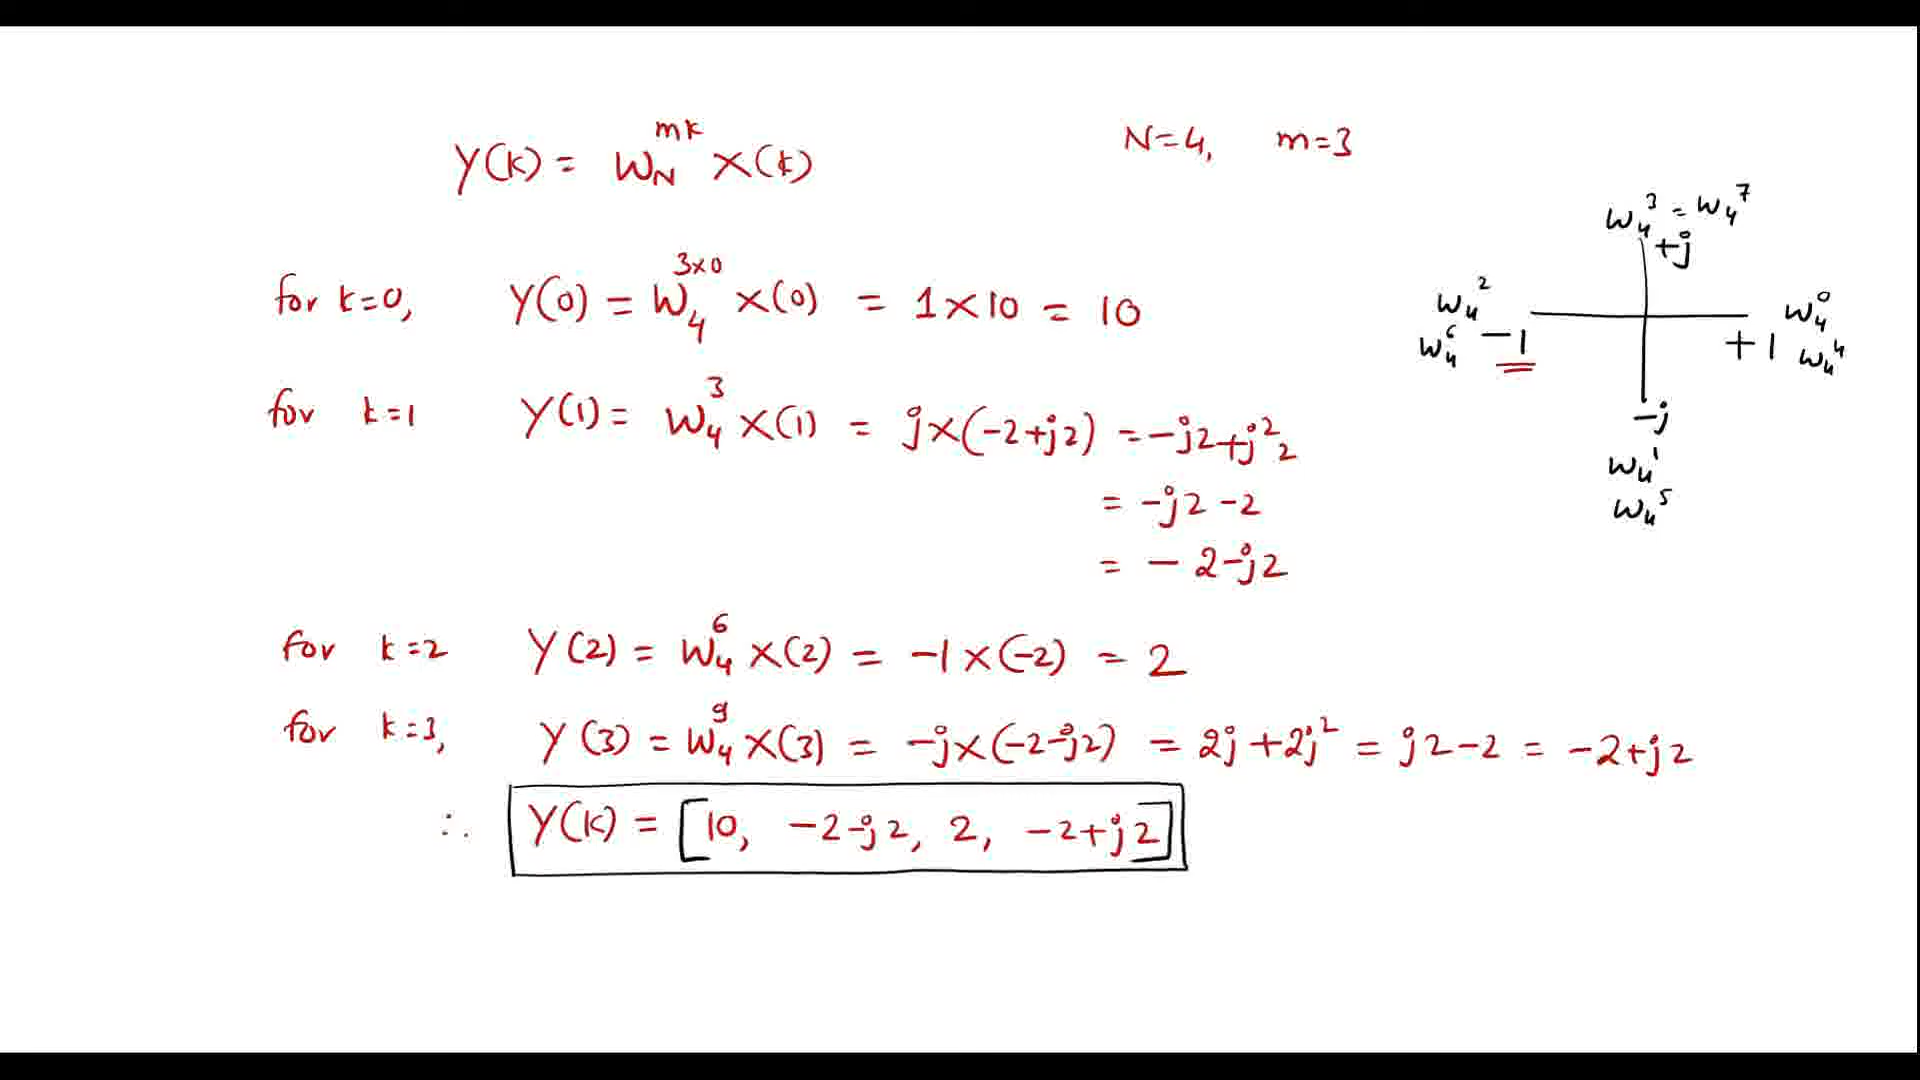 Y(k) = W_N^{mk} X(k)
N=4, m=3
W_4^3 = W_4^7
+j
W_4^2
W_4^0
W_4^6 -1
+1 W_4^4
-j
W_4^1
W_4^5
for k=0, Y(0) = W_4^{3×0} X(0) = 1×10 = 10
for k=1 Y(1) = W_4^3 X(1) = j×(-2+j2) = -j2+j^2 2
= -j2-2
= -2-j2
for k=2 Y(2) = W_4^6 X(2) = -1×(-2) = 2
for k=3, Y(3) = W_4^9 X(3) = -j×(-2-j2) = 2j+2j^2 = j2-2 = -2+j2
∴ Y(k) = [10, -2-j2, 2, -2+j2]